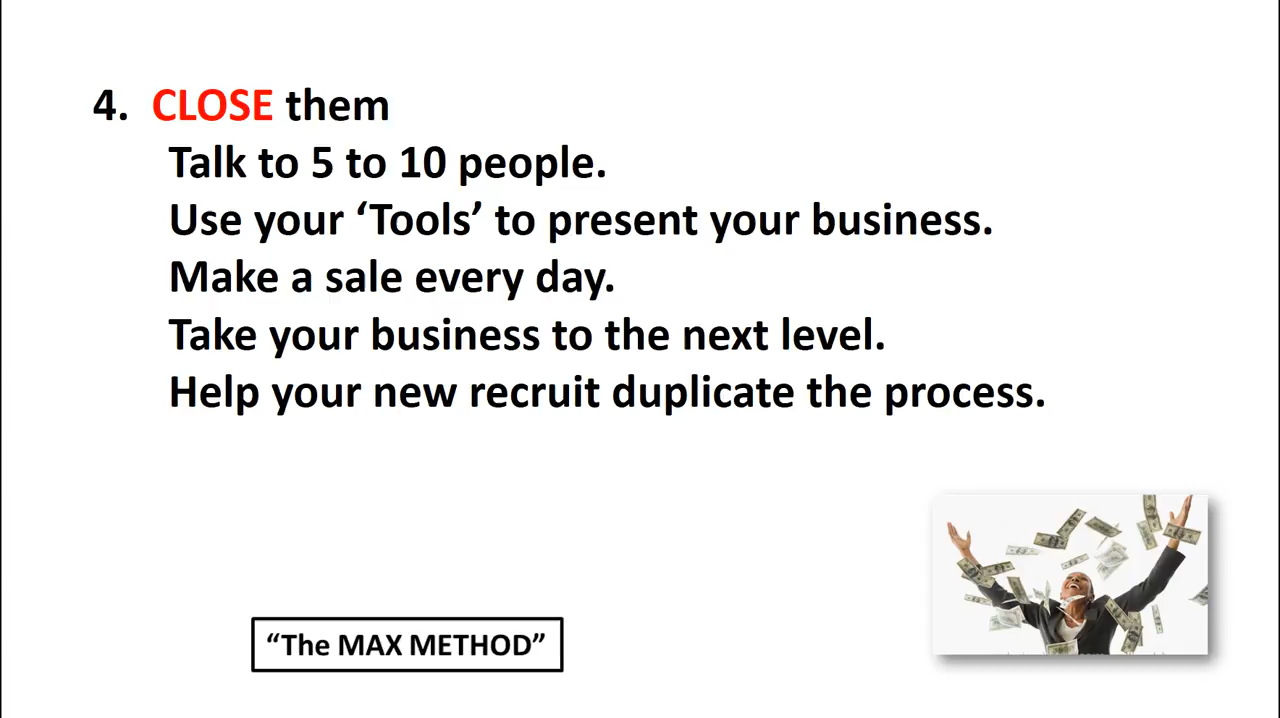 4. CLOSE them
Talk to 5 to 10 people.
Use your ‘Tools’ to present your business.
Make a sale every day.
Take your business to the next level.
Help your new recruit duplicate the process.
“The MAX METHOD”